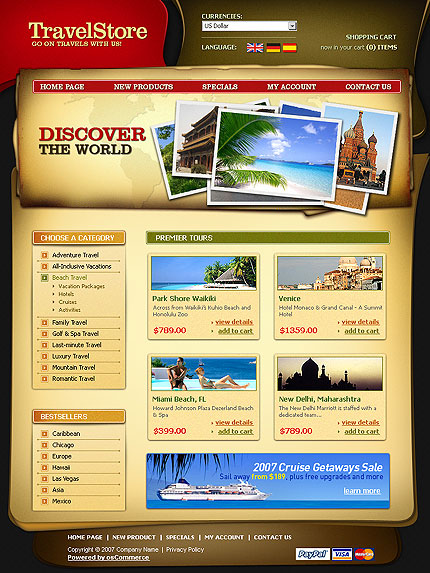 TravelStore
GO ON TRAVELS WITH US!
CURRENCIES:
US Dollar
LANGUAGE:
SHOPPING CART
now in your cart (0) ITEMS
HOME PAGE
NEW PRODUCTS
SPECIALS
MY ACCOUNT
CONTACT US
DISCOVER
THE WORLD
CHOOSE A CATEGORY
Adventure Travel
All-Inclusive Vacations
Beach Travel
Vacation Packages
Hotels
Cruises
Activities
Family Travel
Golf & Spa Travel
Last-minute Travel
Luxury Travel
Mountain Travel
Romantic Travel
BESTSELLERS
Caribbean
Chicago
Europe
Hawaii
Las Vegas
Asia
Mexico
PREMIER TOURS
Park Shore Waikiki
Across from Waikiki's Kuhio Beach and
Honolulu Zoo
$789.00
view details
add to cart
Venice
Hotel Monaco & Grand Canal - A Summit
Hotel
$1359.00
view details
add to cart
Miami Beach, FL
Howard Johnson Plaza Dezerland Beach
& Spa
$399.00
view details
add to cart
New Delhi, Maharashtra
The New Delhi Marriott is staffed with a
dedicated team...
$789.00
view details
add to cart
2007 Cruise Getaways Sale
Sail away from $189, plus free upgrades and more
learn more
HOME PAGE | NEW PRODUCT | SPECIALS | MY ACCOUNT | CONTACT US
Copyright © 2007 Company Name | Privacy Policy
Powered by osCommerce
PayPal
VISA
MasterCard